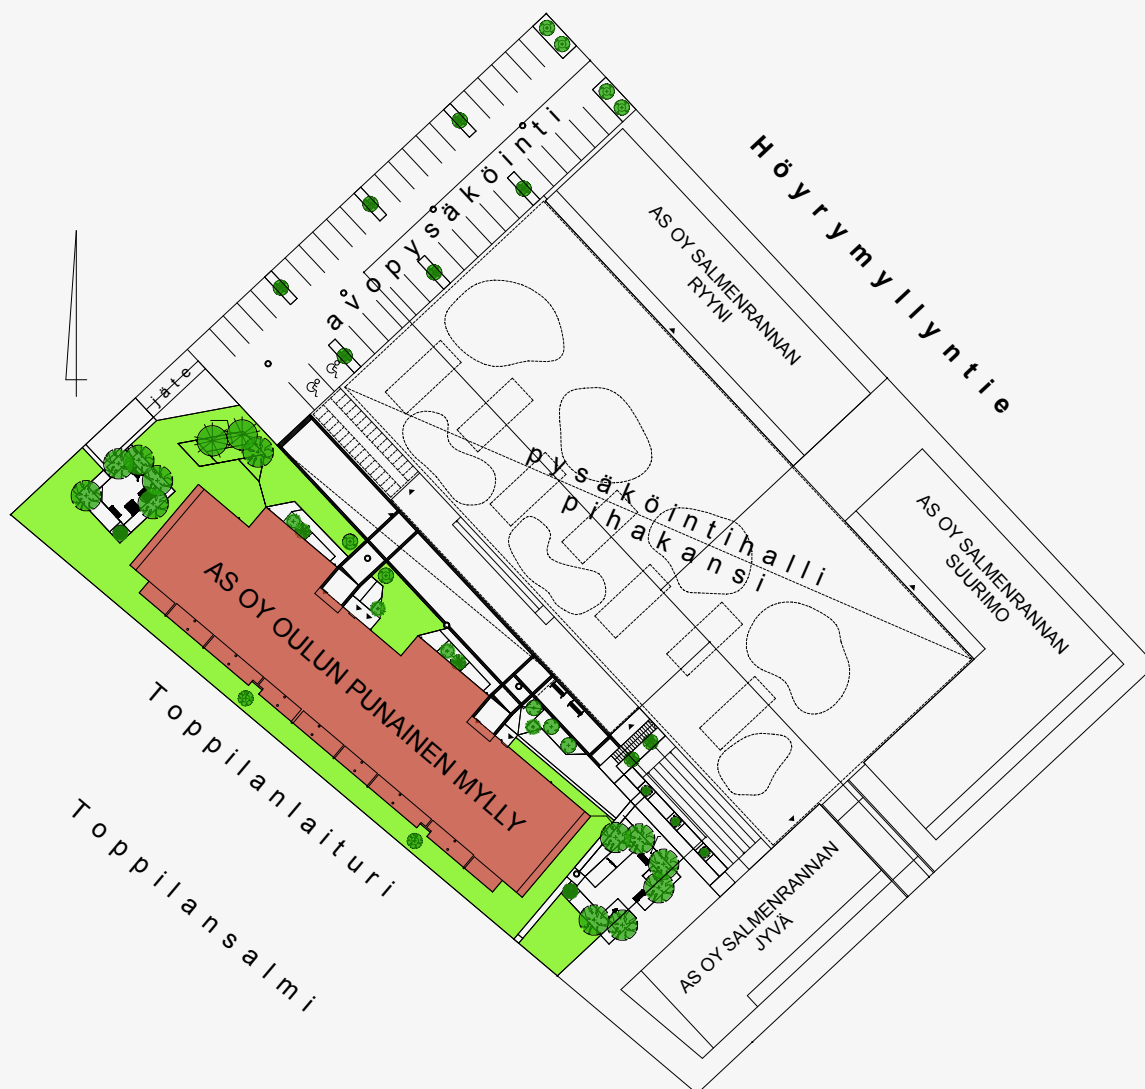 Höyrymyllyntie
avopysäköinti
AS OY SALMENRANNAN
RYYNI
jäte
pysäköintihalli
pihakansi
AS OY SALMENRANNAN
SUURIMO
AS OY OULUN PUNAINEN MYLLY
Toppilanlaituri
Toppilansalmi
AS OY SALMENRANNAN
JYVÄ